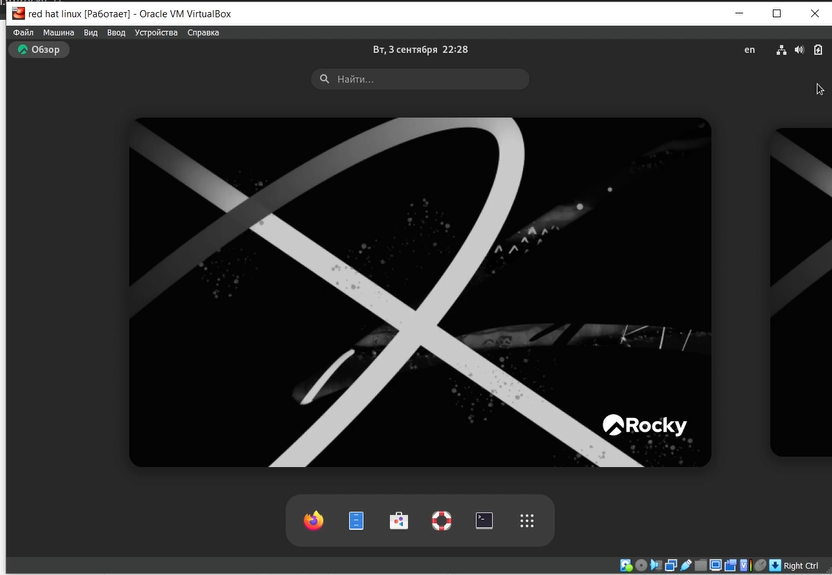 red hat linux [Работает] - Oracle VM VirtualBox
Файл Машина Вид Ввод Устройства Справка
Обзор Вт, 3 сентября 22:28 en
Найти...
Rocky
Right Ctrl